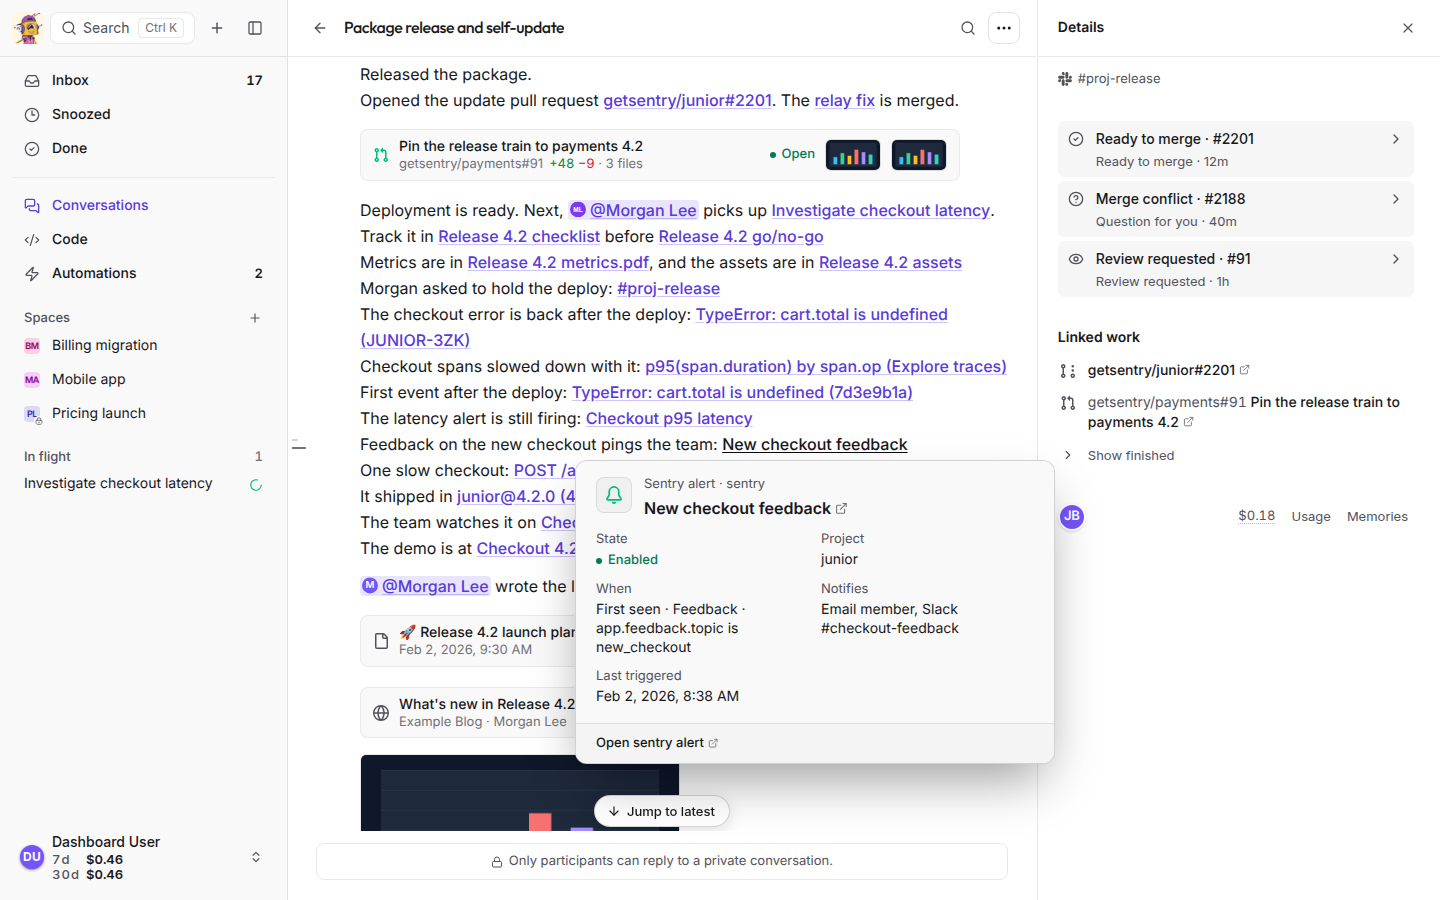 Search
Ctrl K
Inbox
17
Snoozed
Done
Conversations
Code
Automations
2
Spaces
BM
Billing migration
MA
Mobile app
PL
Pricing launch
In flight
1
Investigate checkout latency
DU
Dashboard User
7d $0.46
30d $0.46
Package release and self-update
Released the package.
Opened the update pull request getsentry/junior#2201. The relay fix is merged.
Pin the release train to payments 4.2
getsentry/payments#91 +48 −9 · 3 files
Open
Deployment is ready. Next, ML @Morgan Lee picks up Investigate checkout latency.
Track it in Release 4.2 checklist before Release 4.2 go/no-go
Metrics are in Release 4.2 metrics.pdf, and the assets are in Release 4.2 assets
Morgan asked to hold the deploy: #proj-release
The checkout error is back after the deploy: TypeError: cart.total is undefined
(JUNIOR-3ZK)
Checkout spans slowed down with it: p95(span.duration) by span.op (Explore traces)
First event after the deploy: TypeError: cart.total is undefined (7d3e9b1a)
The latency alert is still firing: Checkout p95 latency
Feedback on the new checkout pings the team: New checkout feedback
One slow checkout: POST /a
It shipped in junior@4.2.0 (4
The team watches it on Chec
The demo is at Checkout 4.2
M @Morgan Lee wrote the l
🚀 Release 4.2 launch plan
Feb 2, 2026, 9:30 AM
What's new in Release 4.2
Example Blog · Morgan Lee
Sentry alert · sentry
New checkout feedback
State
Enabled
Project
junior
When
First seen · Feedback ·
app.feedback.topic is
new_checkout
Notifies
Email member, Slack
#checkout-feedback
Last triggered
Feb 2, 2026, 8:38 AM
Open sentry alert
Jump to latest
Only participants can reply to a private conversation.
Details
#proj-release
Ready to merge · #2201
Ready to merge · 12m
Merge conflict · #2188
Question for you · 40m
Review requested · #91
Review requested · 1h
Linked work
getsentry/junior#2201
getsentry/payments#91 Pin the release train to
payments 4.2
Show finished
JB
$0.18
Usage
Memories